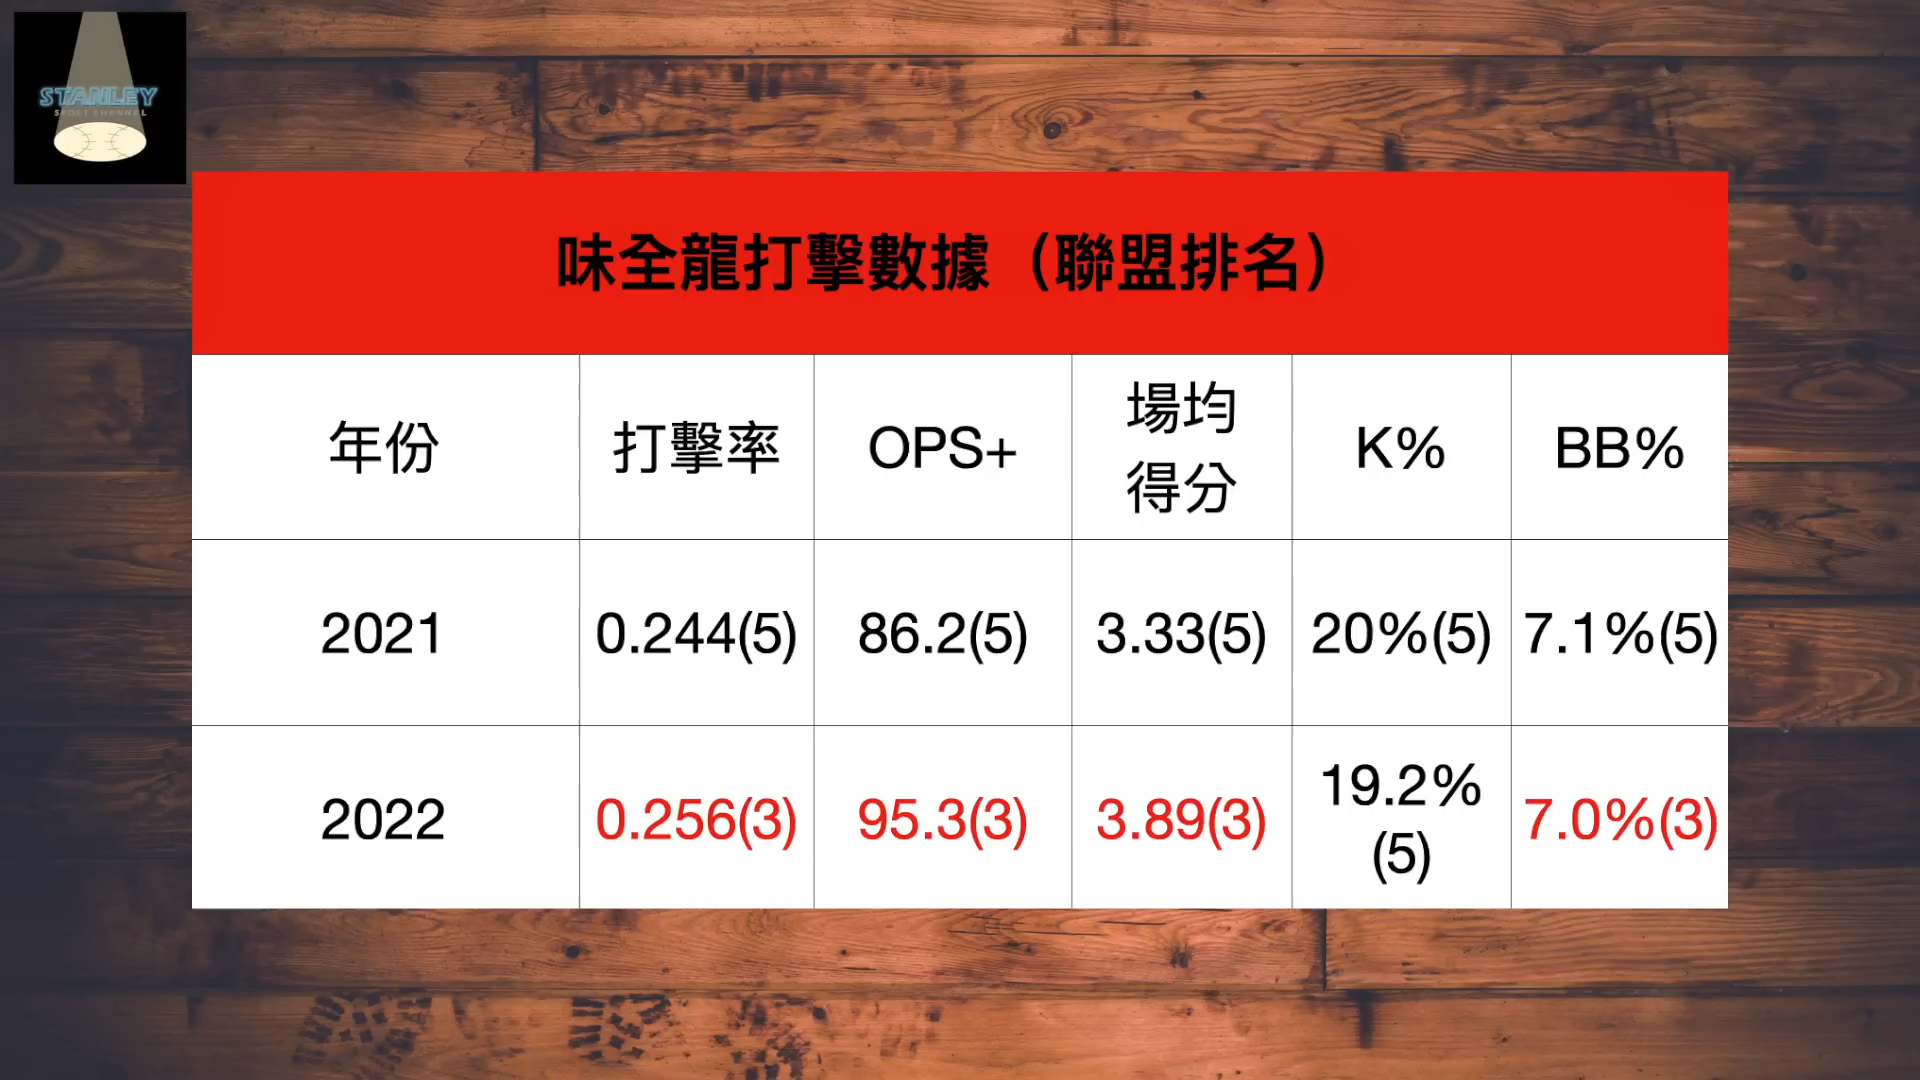 STANLEY
SPORT CHANNEL
味全龍打擊數據（聯盟排名）
年份 打擊率 OPS+ 場均得分 K% BB%
2021 0.244(5) 86.2(5) 3.33(5) 20%(5) 7.1%(5)
2022 0.256(3) 95.3(3) 3.89(3) 19.2%(5) 7.0%(3)